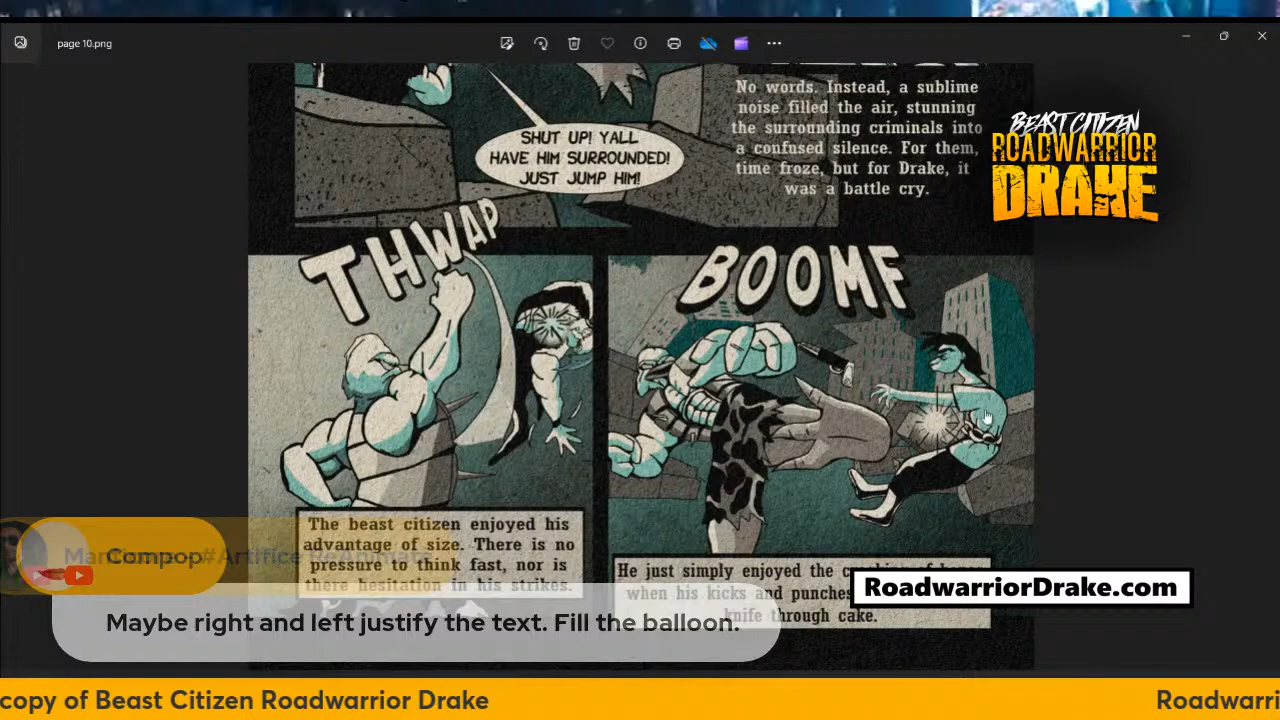 page 10.png
No words. Instead, a sublime
noise filled the air, stunning
the surrounding criminals into
a confused silence. For them,
time froze, but for Drake, it
was a battle cry.
SHUT UP! YALL
HAVE HIM SURROUNDED!
JUST JUMP HIM!
BEAST CITIZEN
ROADWARRIOR
DRAKE
THWAP
BOOMF
The beast citizen enjoyed his
advantage of size. There is no
pressure to think fast, nor is
there hesitation in his strikes.
He just simply enjoyed the
when his kicks and punches
knife through cake.
RoadwarriorDrake.com
Compop
Maybe right and left justify the text. Fill the balloon.
copy of Beast Citizen Roadwarrior Drake
Roadwarri